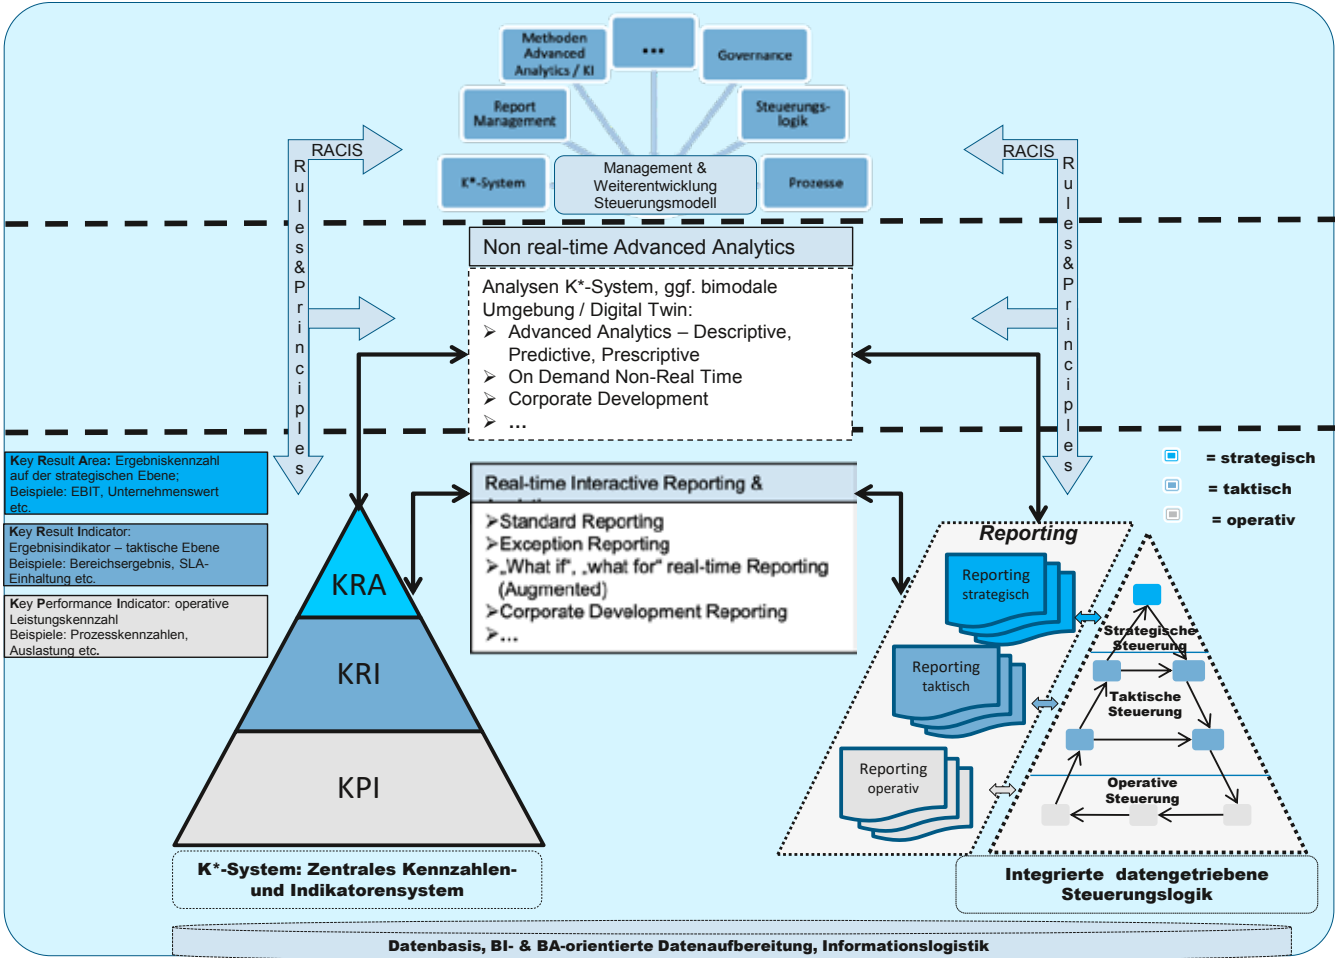 Methoden
Advanced
Analytics / KI
...
Governance
Report
Management
Steuerungs-
logik
K*-System
Management &
Weiterentwicklung
Steuerungsmodell
Prozesse
RACIS
Rules&Principles
RACIS
Rules&Principles
Non real-time Advanced Analytics
Analysen K*-System, ggf. bimodale
Umgebung / Digital Twin:
➢ Advanced Analytics – Descriptive,
Predictive, Prescriptive
➢ On Demand Non-Real Time
➢ Corporate Development
➢ ...
Key Result Area: Ergebniskennzahl
auf der strategischen Ebene;
Beispiele: EBIT, Unternehmenswert
etc.
Key Result Indicator:
Ergebnisindikator – taktische Ebene
Beispiele: Bereichsergebnis, SLA-
Einhaltung etc.
Key Performance Indicator: operative
Leistungskennzahl
Beispiele: Prozesskennzahlen,
Auslastung etc.
Real-time Interactive Reporting &
➢Standard Reporting
➢Exception Reporting
➢„What if“, „what for“ real-time Reporting
(Augmented)
➢Corporate Development Reporting
➢...
= strategisch
= taktisch
= operativ
KRA
KRI
KPI
Reporting
Reporting
strategisch
Reporting
taktisch
Reporting
operativ
Strategische
Steuerung
Taktische
Steuerung
Operative
Steuerung
K*-System: Zentrales Kennzahlen-
und Indikatorensystem
Integrierte datengetriebene
Steuerungslogik
Datenbasis, BI- & BA-orientierte Datenaufbereitung, Informationslogistik